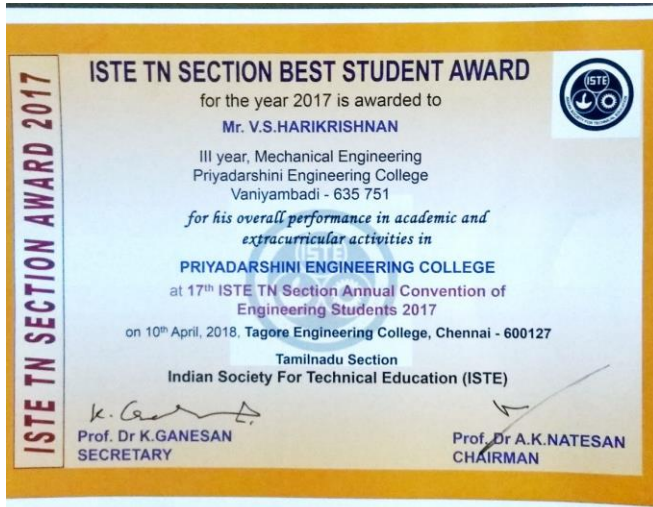 ISTE TN SECTION AWARD 2017
ISTE TN SECTION BEST STUDENT AWARD
for the year 2017 is awarded to
Mr. V.S.HARIKRISHNAN
III year, Mechanical Engineering
Priyadarshini Engineering College
Vaniyambadi - 635 751
for his overall performance in academic and
extracurricular activities in
PRIYADARSHINI ENGINEERING COLLEGE
at 17th ISTE TN Section Annual Convention of
Engineering Students 2017
on 10th April, 2018, Tagore Engineering College, Chennai - 600127
Tamilnadu Section
Indian Society For Technical Education (ISTE)
Prof. Dr K.GANESAN
SECRETARY
Prof. Dr A.K.NATESAN
CHAIRMAN
ISTE
ISTE